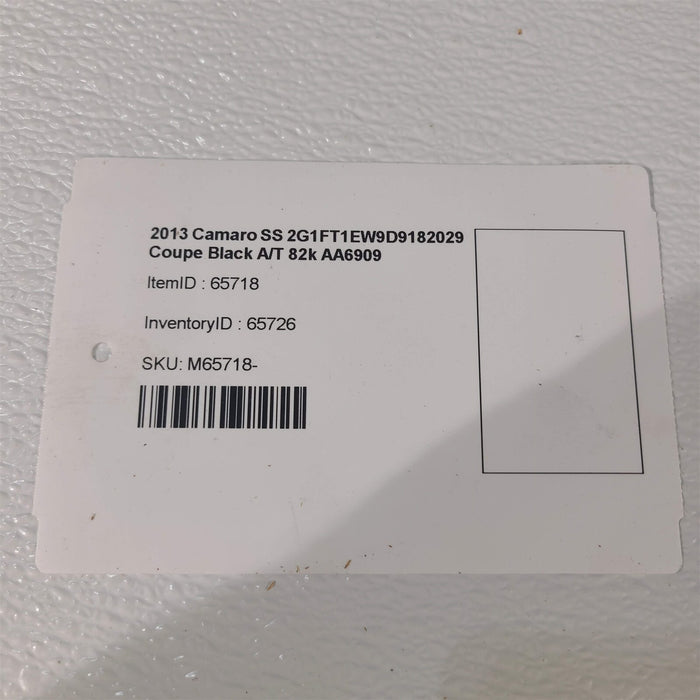 2013 Camaro SS 2G1FT1EW9D9182029
Coupe Black A/T 82k AA6909
ItemID : 65718
InventoryID : 65726
SKU: M65718-